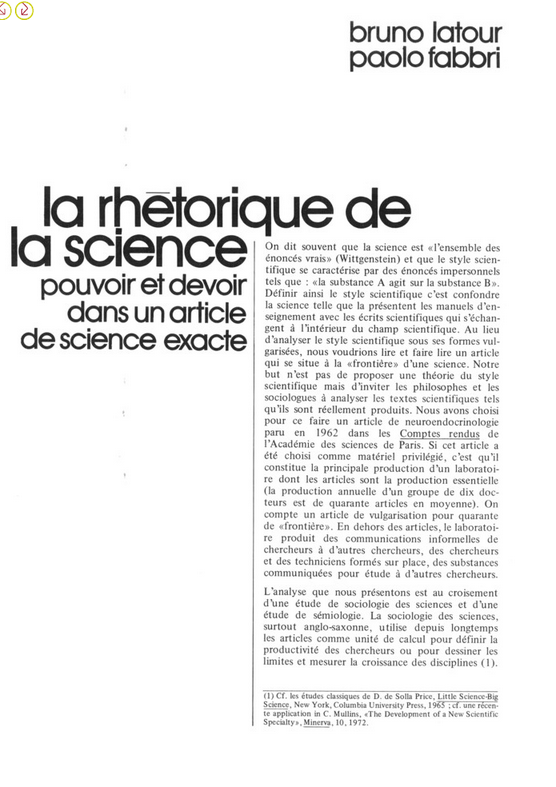 bruno latour
paolo fabbri
la rhétorique de
la science
pouvoir et devoir
dans un article
de science exacte
On dit souvent que la science est «l'ensemble des
énoncés vrais» (Wittgenstein) et que le style scien-
tifique se caractérise par des énoncés impersonnels
tels que : «la substance A agit sur la substance B».
Définir ainsi le style scientifique c'est confondre
la science telle que la présentent les manuels d'en-
seignement avec les écrits scientifiques qui s'échan-
gent à l'intérieur du champ scientifique. Au lieu
d'analyser le style scientifique sous ses formes vul-
garisées, nous voudrions lire et faire lire un article
qui se situe à la «frontière» d'une science. Notre
but n'est pas de proposer une théorie du style
scientifique mais d'inviter les philosophes et les
sociologues à analyser les textes scientifiques tels
qu'ils sont réellement produits. Nous avons choisi
pour ce faire un article de neuroendocrinologie
paru en 1962 dans les Comptes rendus de
l'Académie des sciences de Paris. Si cet article a
été choisi comme matériel privilégié, c'est qu'il
constitue la principale production d'un laboratoi-
re dont les articles sont la production essentielle
(la production annuelle d'un groupe de dix doc-
teurs est de quarante articles en moyenne). On
compte un article de vulgarisation pour quarante
de «frontière». En dehors des articles, le laboratoi-
re produit des communications informelles de
chercheurs à d'autres chercheurs, des chercheurs
et des techniciens formés sur place, des substances
communiquées pour étude à d'autres chercheurs.
L'analyse que nous présentons est au croisement
d'une étude de sociologie des sciences et d'une
étude de sémiologie. La sociologie des sciences,
surtout anglo-saxonne, utilise depuis longtemps
les articles comme unité de calcul pour définir la
productivité des chercheurs ou pour dessiner les
limites et mesurer la croissance des disciplines (1).
(1) Cf. les études classiques de D. de Solla Price, Little Science-Big
Science, New York, Columbia University Press, 1965 ; cf. une récen-
te application in C. Mullins, «The Development of a New Scientific
Specialty», Minerva, 10, 1972.